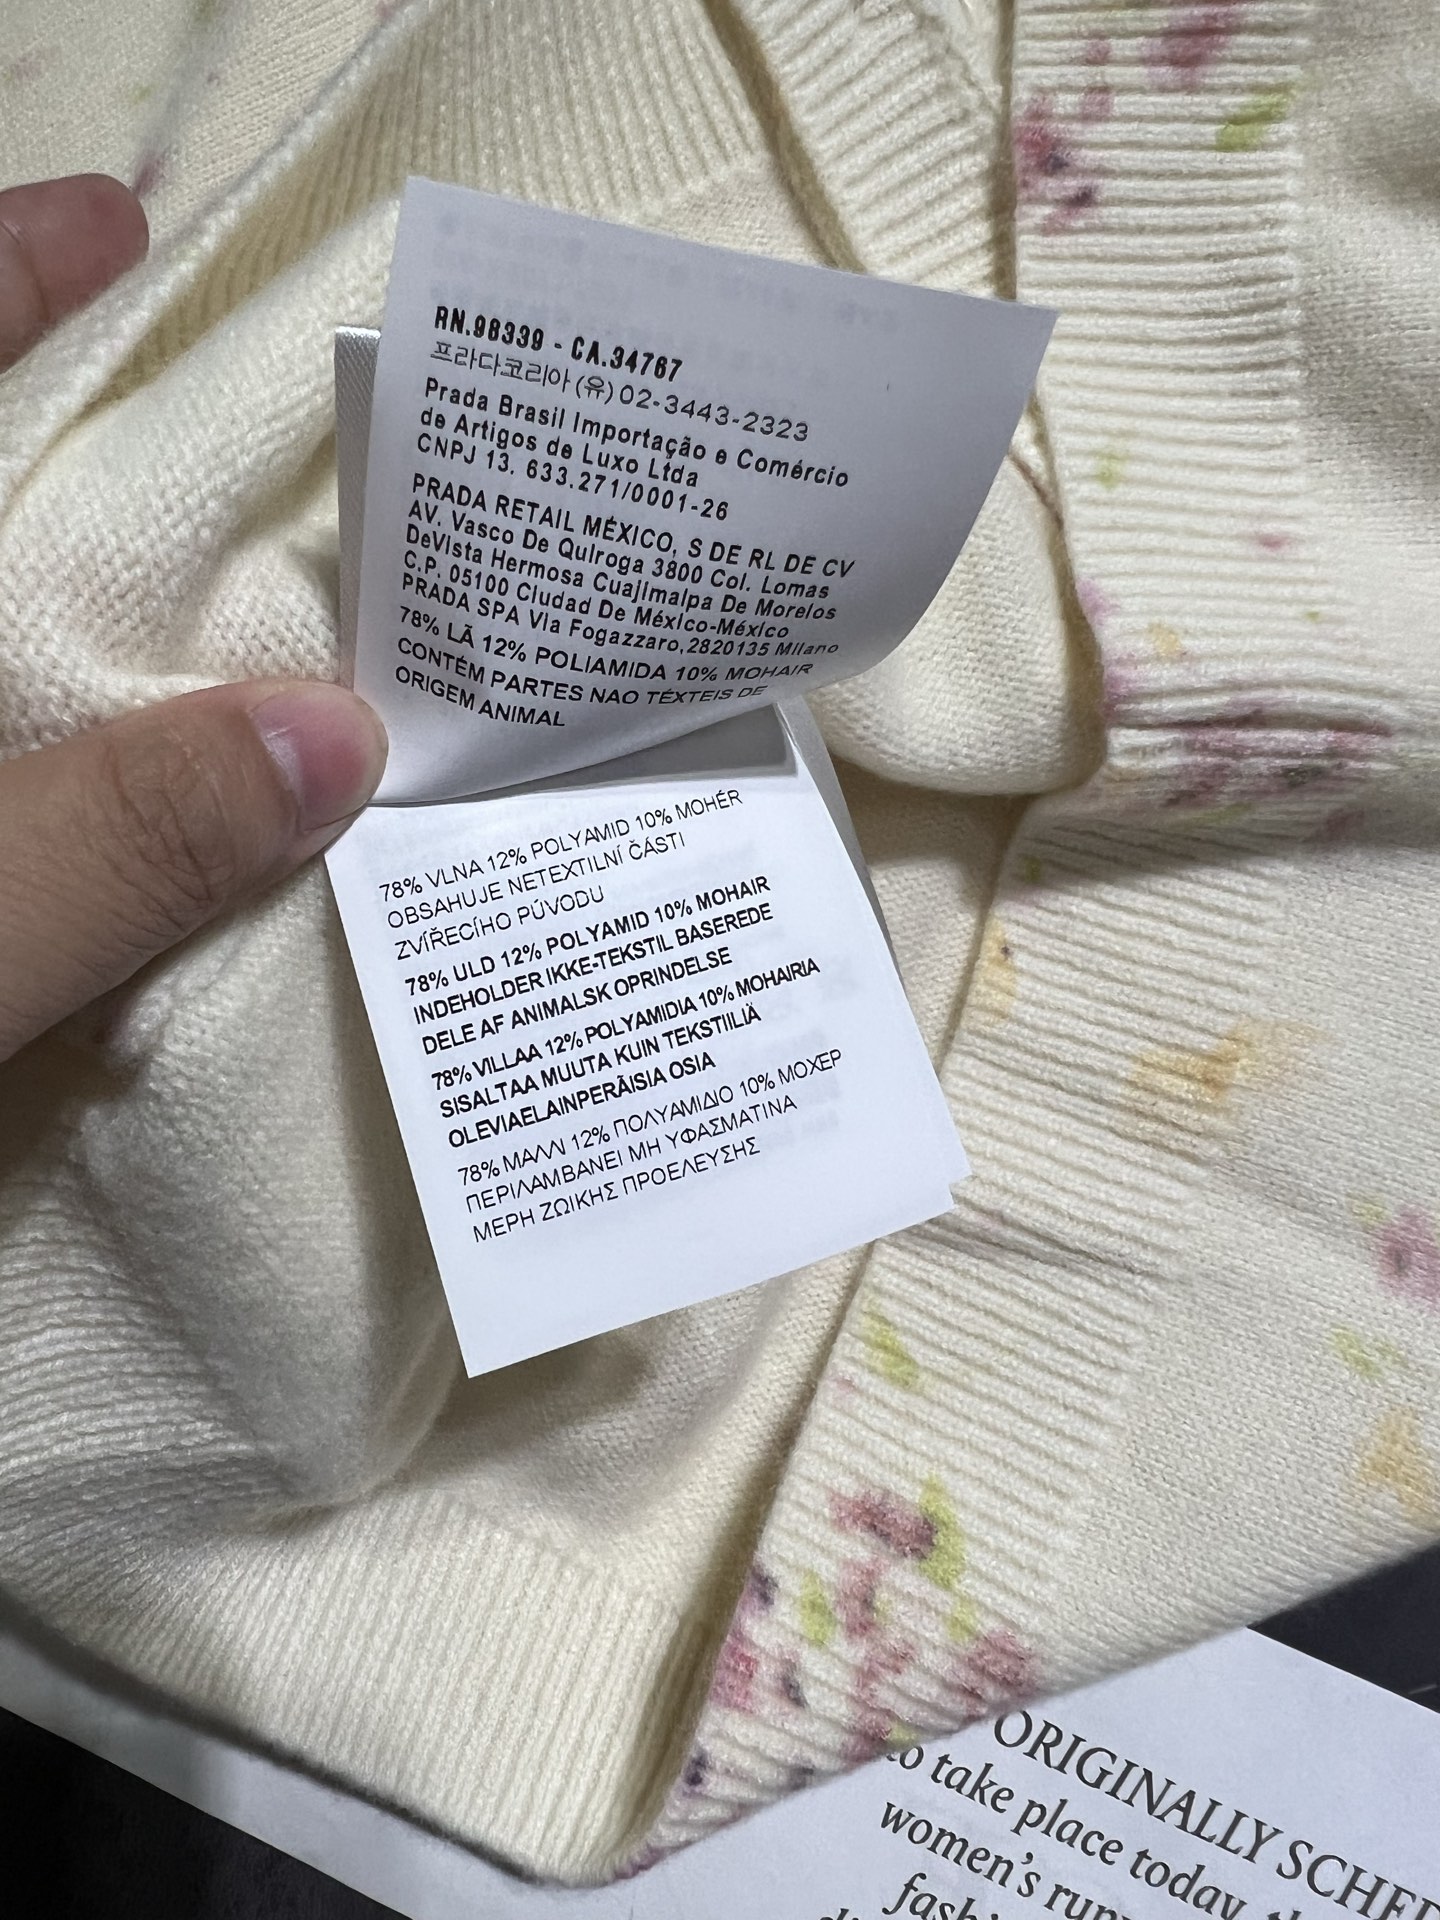 RN.98339 - CA.34767
프라다코리아(유)02-3443-2323
Prada Brasil Importação e Comércio
de Artigos de Luxo Ltda
CNPJ 13. 633.271/0001-26
PRADA RETAIL MÉXICO, S DE RL DE CV
AV. Vasco De Quiroga 3800 Col. Lomas
DeVista Hermosa Cuajimalpa De Morelos
C.P. 05100 Ciudad De México-México
PRADA SPA Via Fogazzaro,2820135 Milano
78% LÃ 12% POLIAMIDA 10% MOHAIR
CONTÉM PARTES NAO TÉXTEIS DE
ORIGEM ANIMAL
78% VLNA 12% POLYAMID 10% MOHÉR
OBSAHUJE NETEXTILNÍ ČÁSTI
ZVÍŘECÍHO PÚVODU
78% ULD 12% POLYAMID 10% MOHAIR
INDEHOLDER IKKE-TEKSTIL BASEREDE
DELE AF ANIMALSK OPRINDELSE
78% VILLAA 12% POLYAMIDIA 10% MOHAIRIA
SISALTAA MUUTA KUIN TEKSTIILIÄ
OLEVIAELAINPERÃISIA OSIA
78% ΜΑΛΛΙ 12% ΠΟΛΥΑΜΙΔΙΟ 10% ΜΟΧΕΡ
ΠΕΡΙΛΑΜΒΑΝΕΙ ΜΗ ΥΦΑΣΜΑΤΙΝΑ
ΜΕΡΗ ΖΩΙΚΗΣ ΠΡΟΕΛΕΥΣΗΣ
ORIGINALLY
to take place today,
women's